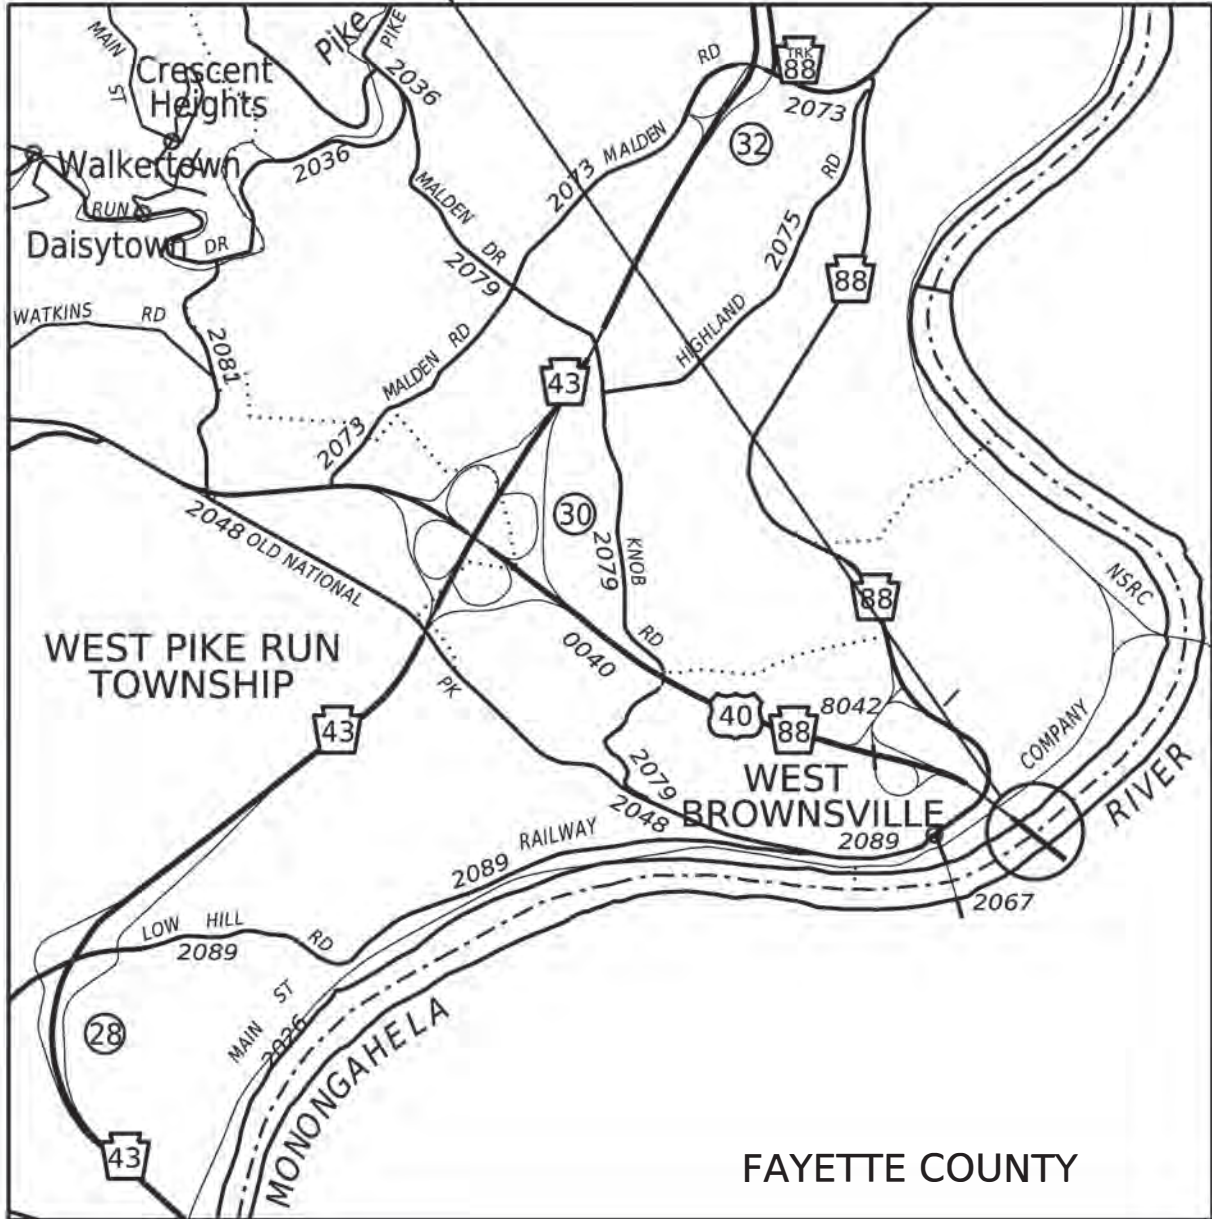 MAIN
ST
Pike
PIKE
2036
Crescent
Heights
RD
TRK
88
2073
32
Walkertown
2036
2073
MALDEN
RD
RUN
MALDEN
Daisytown
DR
DR
2079
2075
88
WATKINS
RD
2081
MALDEN
RD
HIGHLAND
43
2073
2048
OLD NATIONAL
30
2079
KNOB
RD
NSRC
88
WEST PIKE RUN
TOWNSHIP
0040
PK
43
40
88
8042
COMPANY
WEST
BROWNSVILLE
RIVER
2079
2048
RAILWAY
2089
2089
2067
LOW
HILL
RD
2089
28
MAIN
ST
2026
MONONGAHELA
43
FAYETTE COUNTY